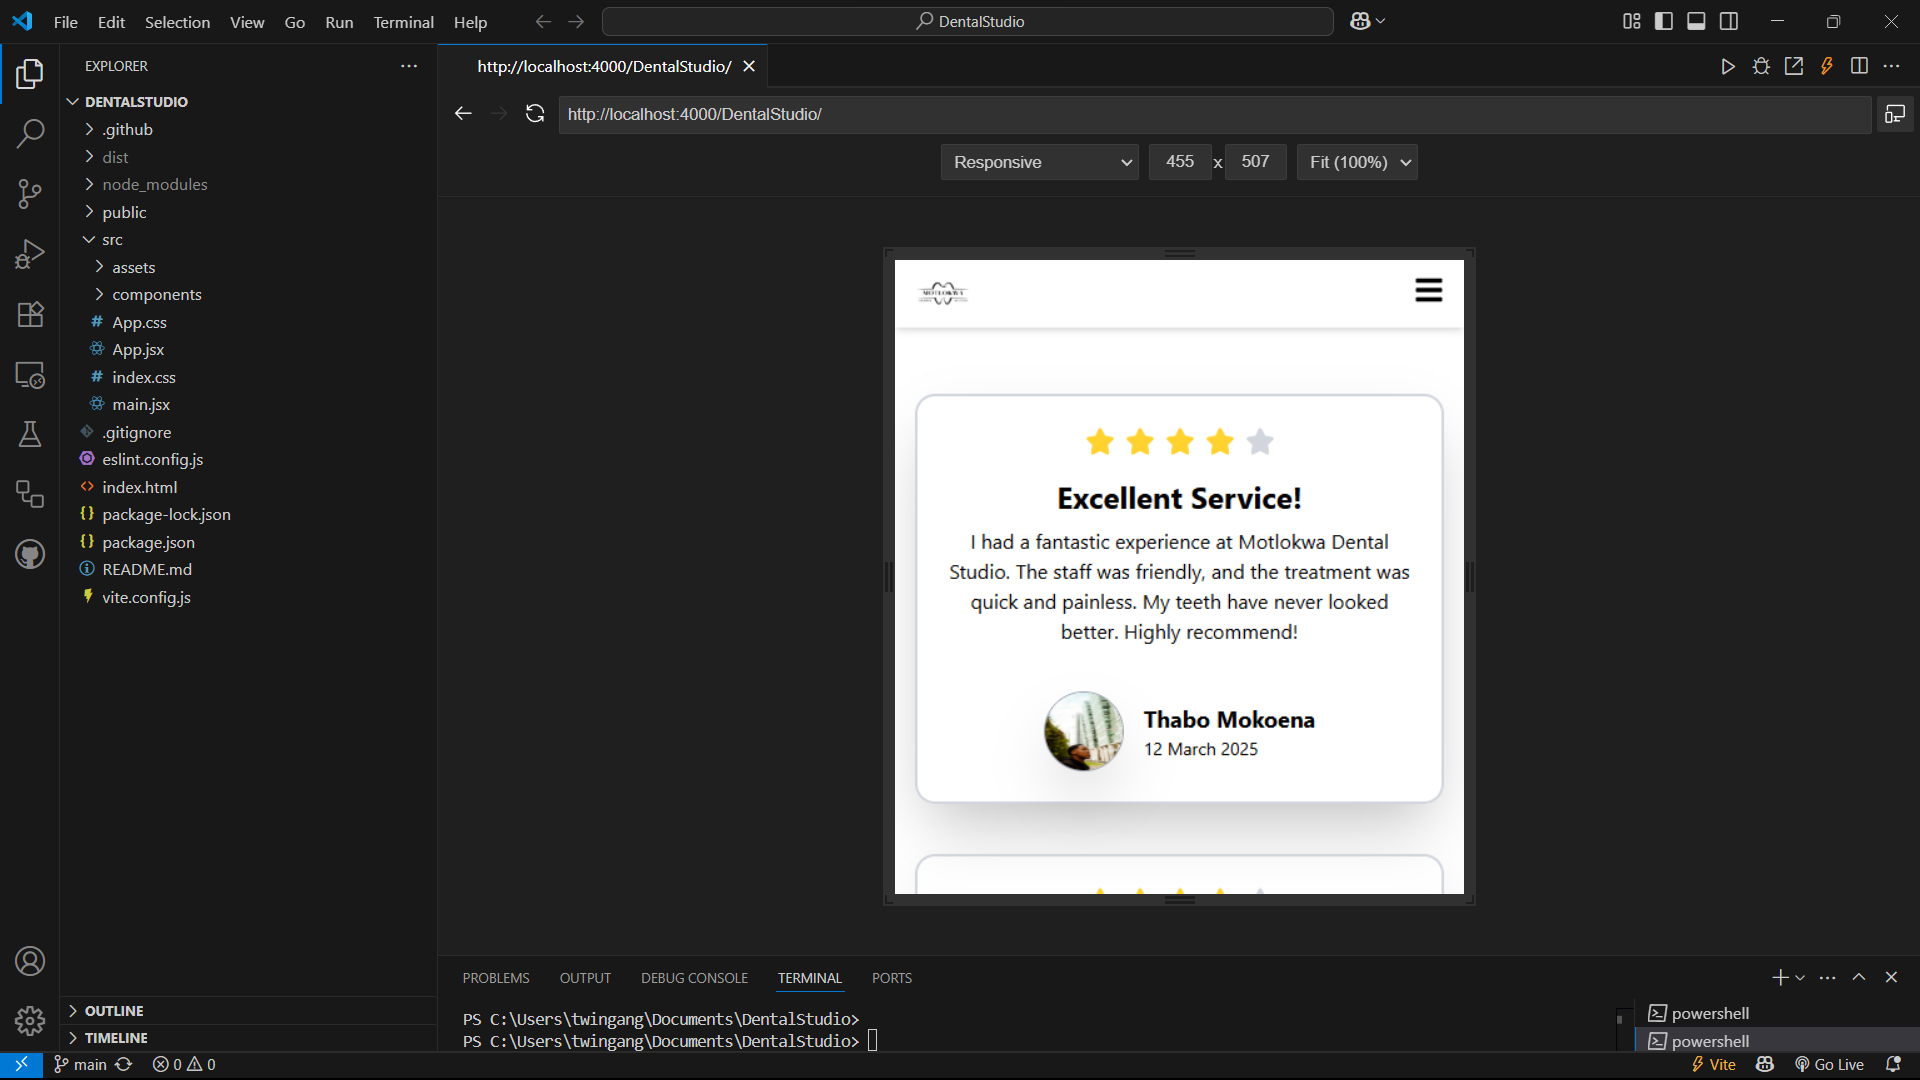 File Edit Selection View Go Run Terminal Help
DentalStudio
EXPLORER
DENTALSTUDIO
.github
dist
node_modules
public
src
assets
components
App.css
App.jsx
index.css
main.jsx
.gitignore
eslint.config.js
index.html
package-lock.json
package.json
README.md
vite.config.js
OUTLINE
TIMELINE
http://localhost:4000/DentalStudio/
http://localhost:4000/DentalStudio/
Responsive 455 x 507 Fit (100%)
MOTLOKWA
Excellent Service!
I had a fantastic experience at Motlokwa Dental
Studio. The staff was friendly, and the treatment was
quick and painless. My teeth have never looked
better. Highly recommend!
Thabo Mokoena
12 March 2025
PROBLEMS OUTPUT DEBUG CONSOLE TERMINAL PORTS
PS C:\Users\twingang\Documents\DentalStudio>
PS C:\Users\twingang\Documents\DentalStudio>
powershell
powershell
main 0 0 Vite Go Live